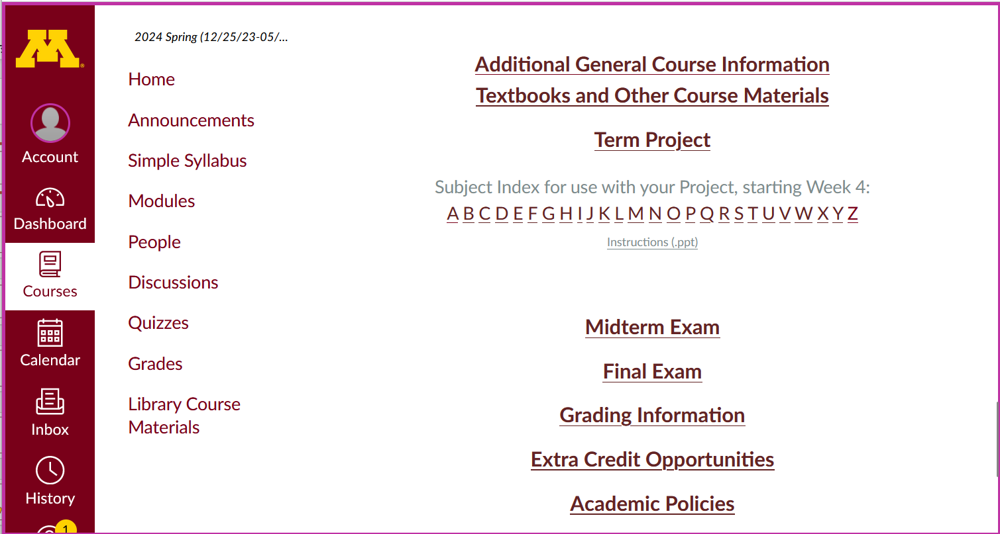 M
Account
Dashboard
Courses
Calendar
Inbox
History
1
2024 Spring (12/25/23-05/...
Home
Announcements
Simple Syllabus
Modules
People
Discussions
Quizzes
Grades
Library Course
Materials
Additional General Course Information
Textbooks and Other Course Materials
Term Project
Subject Index for use with your Project, starting Week 4:
A B C D E F G H I J K L M N O P Q R S T U V W X Y Z
Instructions (.ppt)
Midterm Exam
Final Exam
Grading Information
Extra Credit Opportunities
Academic Policies